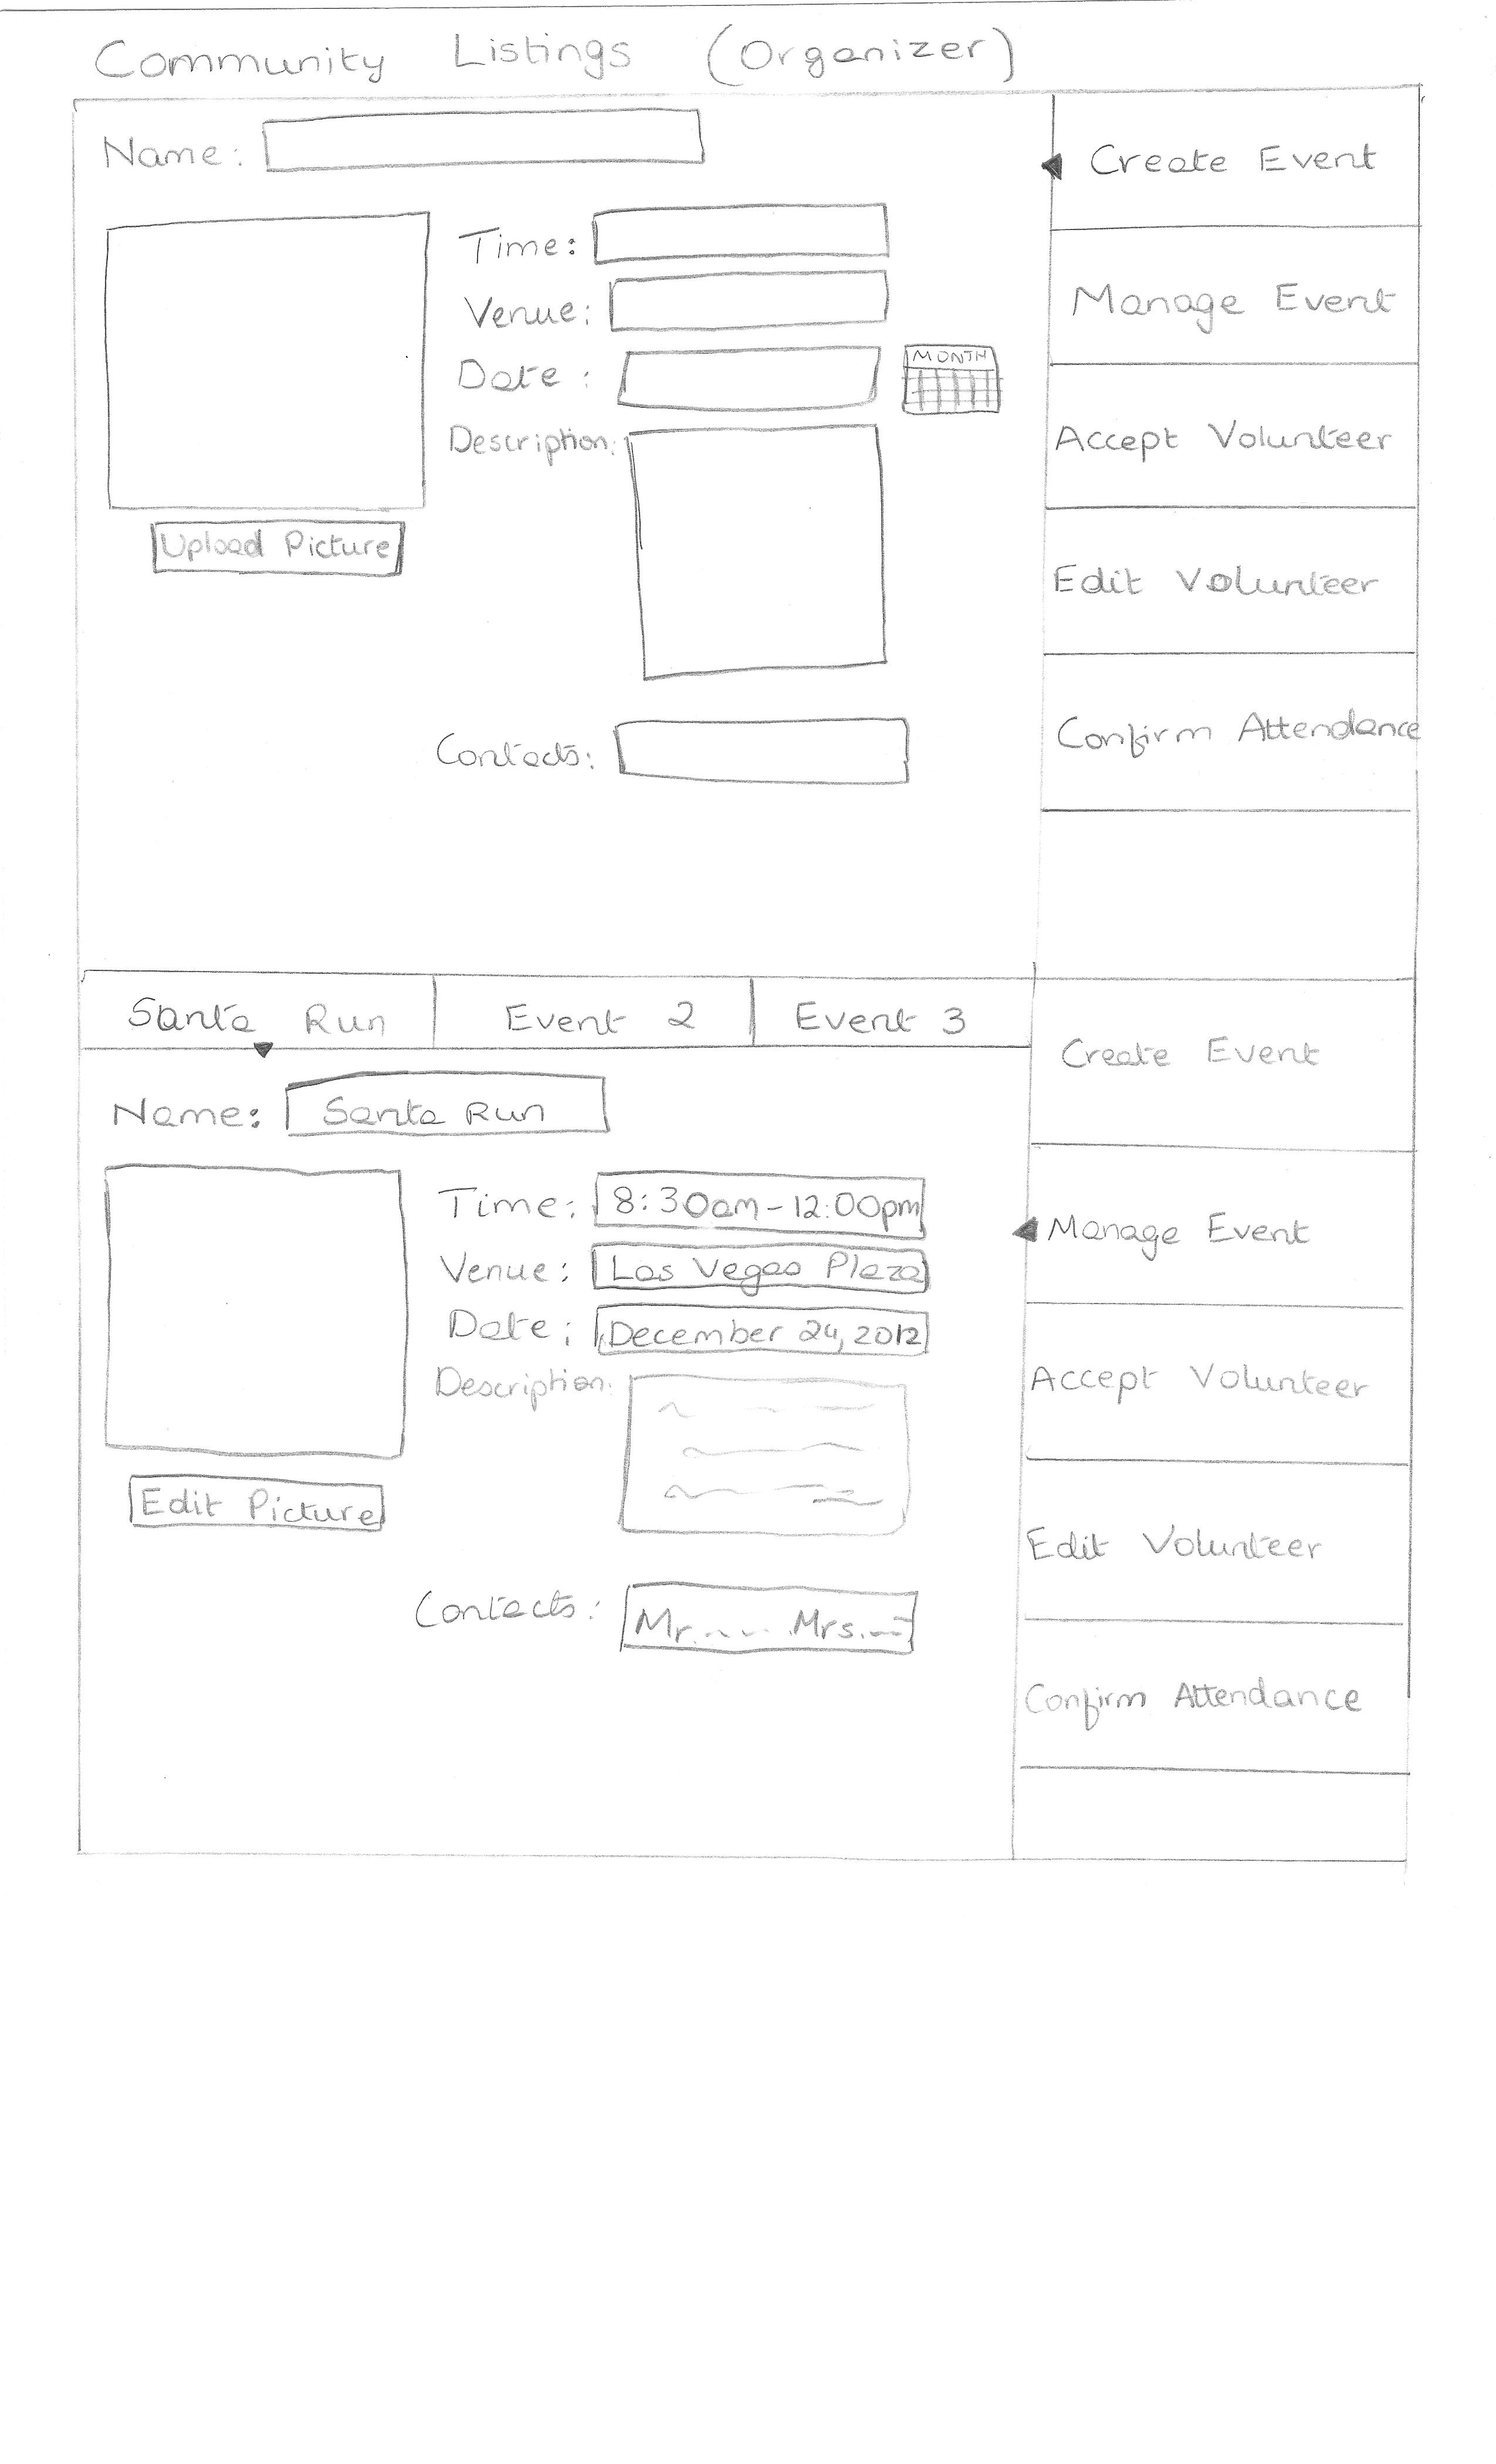 Community Listings (Organizer)
Name:
Create Event
Time:
Manage Event
Venue:
Date:
MONTH
Description:
Accept Volunteer
Upload Picture
Edit Volunteer
Contacts:
Confirm Attendance
Santa Run Event 2 Event 3
Create Event
Name: Santa Run
Time: 8:30am-12:00pm
Manage Event
Venue: Las Vegas Plaza
Date: December 24, 2012
Description:
Accept Volunteer
Edit Picture
Edit Volunteer
Contacts: Mr. Mrs.
Confirm Attendance